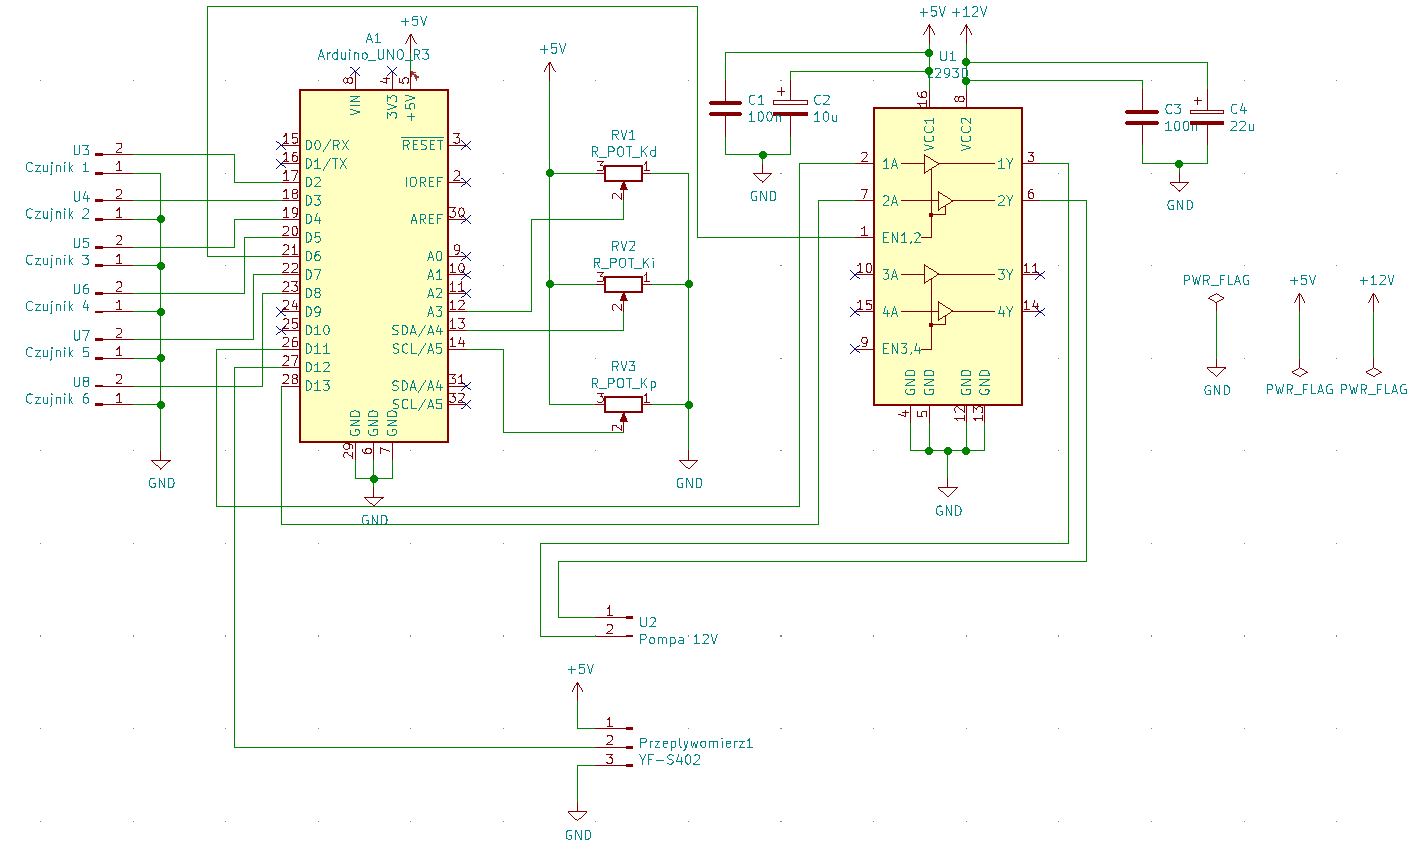 +5V
A1
Arduino_UNO_R3
8
4
5
VIN
3V3
+5V
15
D0/RX
16
D1/TX
17
D2
18
D3
19
D4
20
D5
21
D6
22
D7
23
D8
24
D9
25
D10
26
D11
27
D12
28
D13
RESET
3
IOREF
2
AREF
30
A0
9
A1
10
A2
11
A3
12
SDA/A4
13
SCL/A5
14
SDA/A4
31
SCL/A5
32
GND
GND
GND
29
6
7
GND
U3
2
Czujnik 1
1
U4
2
Czujnik 2
1
U5
2
Czujnik 3
1
U6
2
Czujnik 4
1
U7
2
Czujnik 5
1
U8
2
Czujnik 6
1
GND
+5V
RV1
R_POT_Kd
3
1
2
RV2
R_POT_Ki
3
1
2
RV3
R_POT_Kp
3
1
2
GND
+5V
+12V
U1
L293D
C1
100n
C2
10u
GND
C3
100n
C4
22u
GND
16
8
VCC1
VCC2
2
1A
1Y
3
7
2A
2Y
6
1
EN1,2
10
3A
3Y
11
15
4A
4Y
14
9
EN3,4
GND
GND
GND
GND
4
5
12
13
GND
PWR_FLAG
GND
+5V
PWR_FLAG
+12V
PWR_FLAG
1
2
U2
Pompa 12V
+5V
1
2
3
Przeplywomierz1
YF-S402
GND